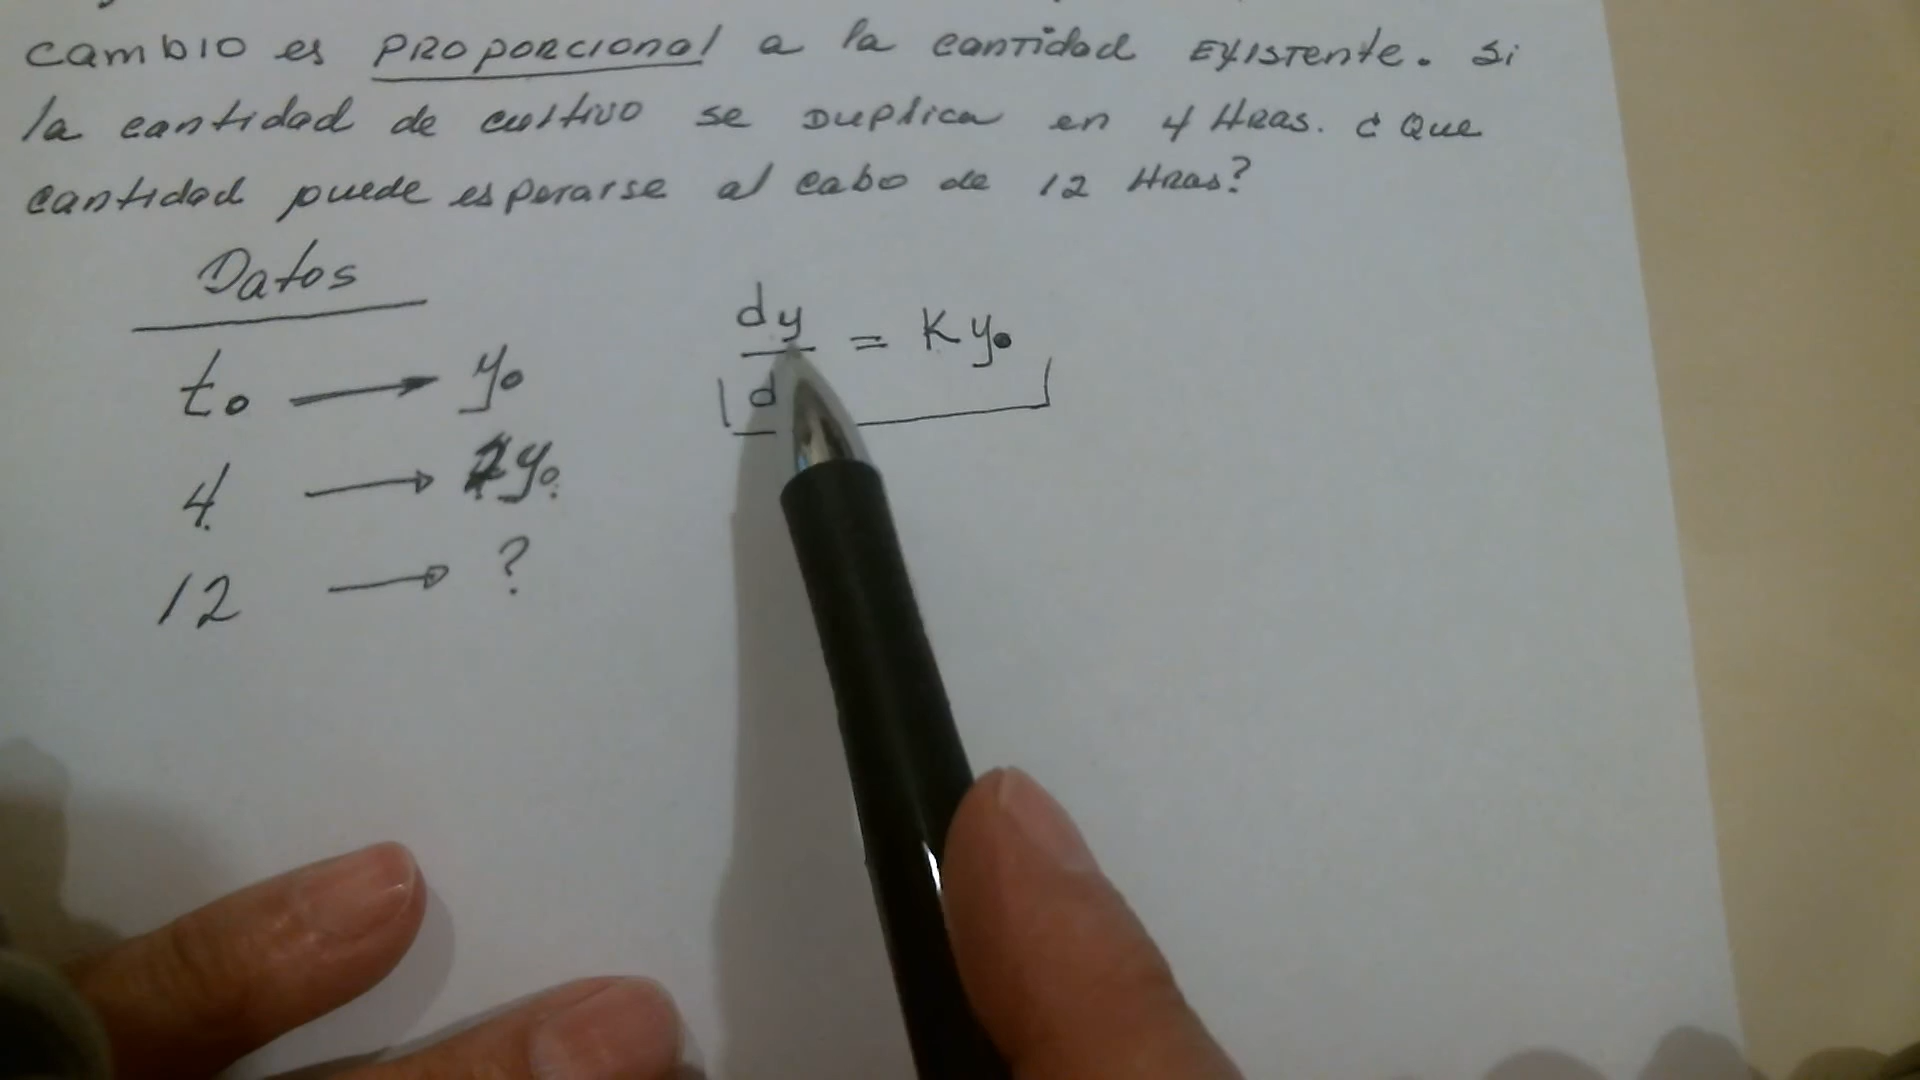 cambio es PROPORCIONAL a la cantidad EXISTente. Si
la cantidad de cultivo se Duplica en 4 Hras. ¿ Que
cantidad puede esperarse al cabo de 12 Hras?
Datos
t₀ → y₀
4 → 2y₀
12 → ?
dy
— = Ky
d